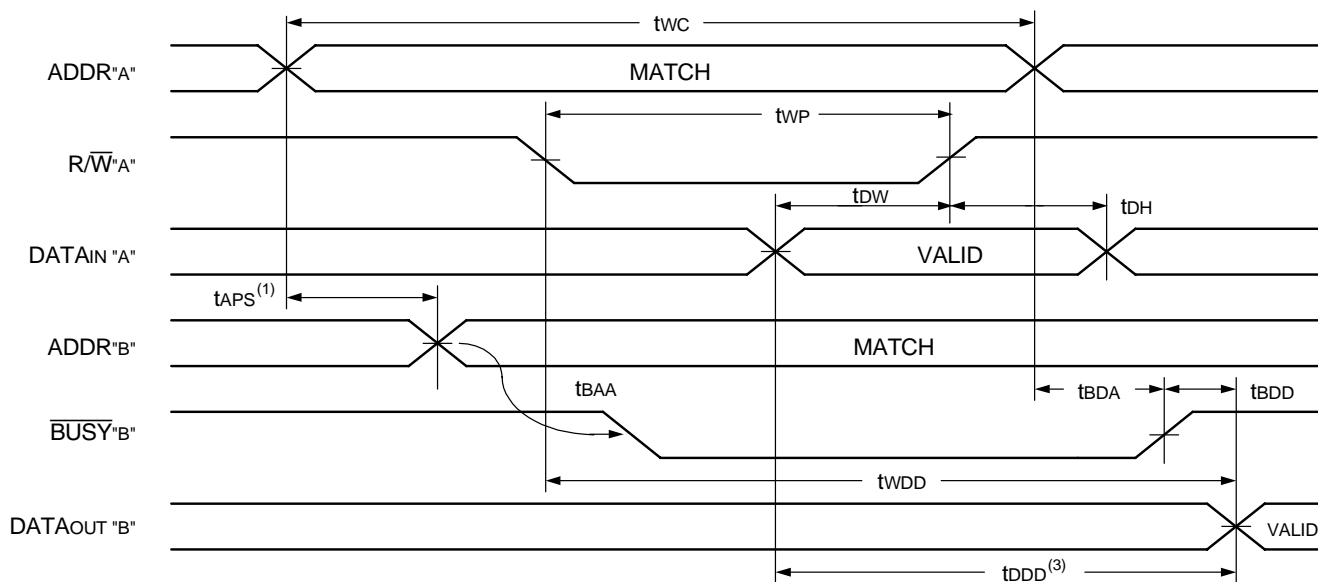 tWC
ADDR"A" MATCH
tWP
R/W̅"A"
tDW tDH
DATAIN "A" VALID
tAPS(1)
ADDR"B" MATCH
tBAA tBDA tBDD
B̅U̅S̅Y̅"B"
tWDD
DATAOUT "B" VALID
tDDD(3)